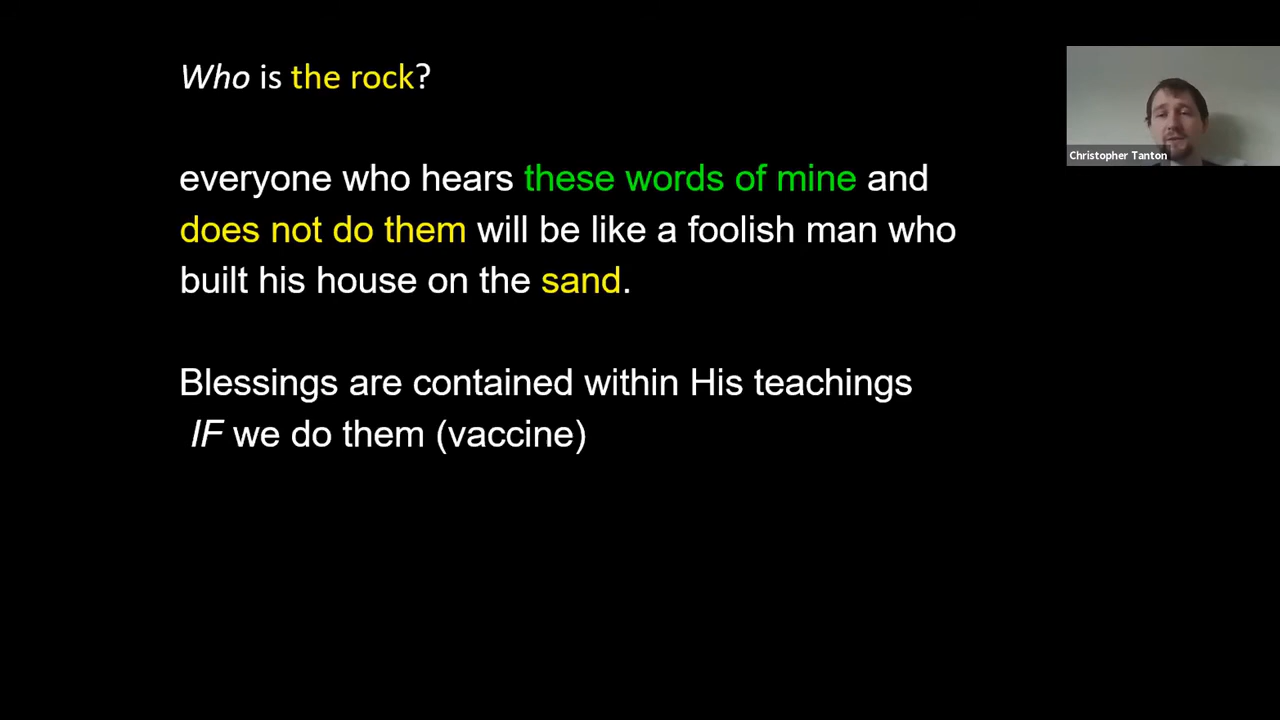 Who is the rock?
everyone who hears these words of mine and
does not do them will be like a foolish man who
built his house on the sand.
Blessings are contained within His teachings
IF we do them (vaccine)
Christopher Tanton